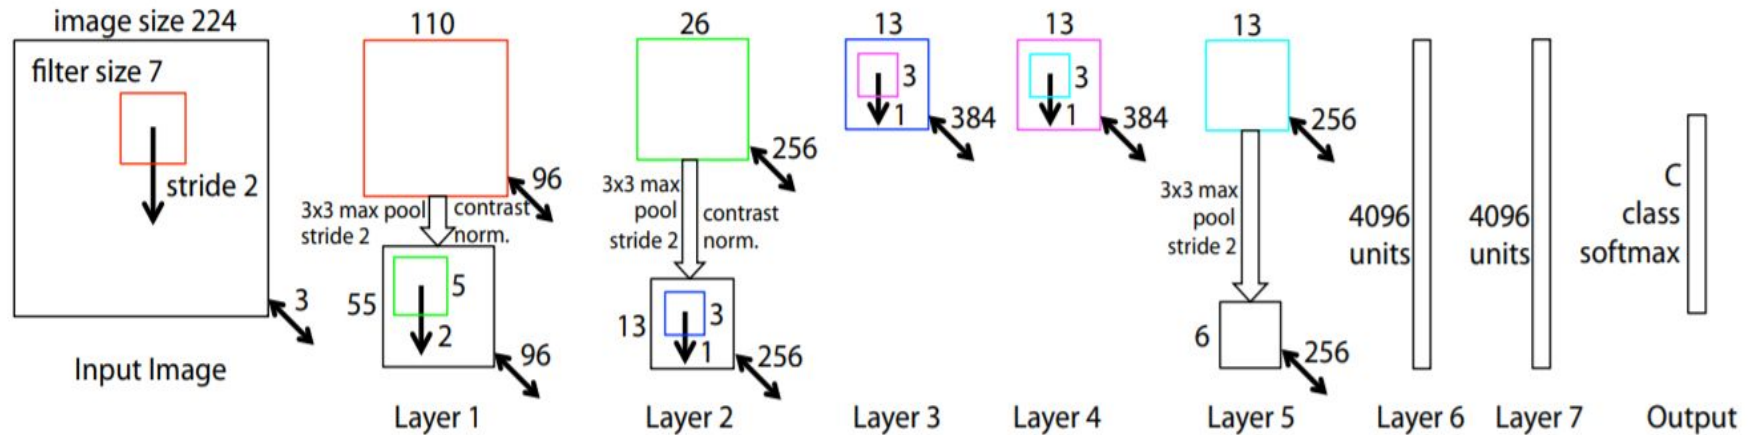 image size 224
filter size 7
stride 2
3
Input Image
110
96
3x3 max pool
stride 2
contrast
norm.
55
5
2
96
Layer 1
26
256
3x3 max
pool
stride 2
contrast
norm.
13
3
1
256
Layer 2
13
3
1
384
Layer 3
13
3
1
384
Layer 4
13
256
3x3 max
pool
stride 2
6
256
Layer 5
4096
units
Layer 6
4096
units
Layer 7
C
class
softmax
Output